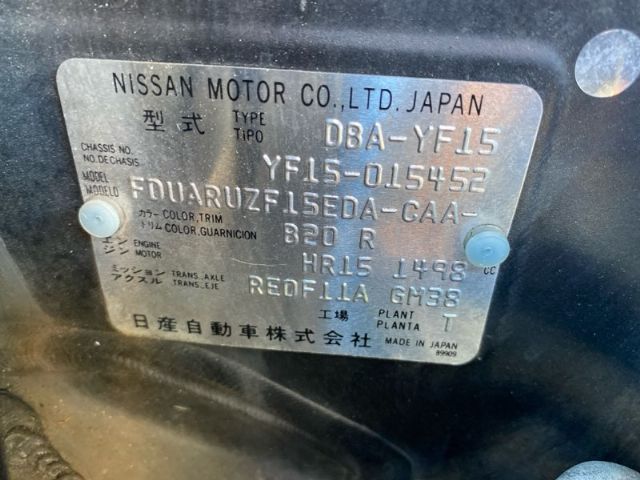 NISSAN MOTOR CO.,LTD. JAPAN
型式 TYPE TIPO DBA-YF15
CHASSIS NO. NO.DECHASIS YF15-015452
MODEL MODELO FDUARUZF15EDA-CAA-
カラー COLOR,TRIM トリム COLOR,GUARNICION B20 R
エンジン ENGINE MOTOR HR15 1498 CC
ミッション アクスル TRANS.,AXLE TRANS.,EJE RE0F11A GM38
工場 PLANT PLANTA T
日産自動車株式会社 MADE IN JAPAN
89909